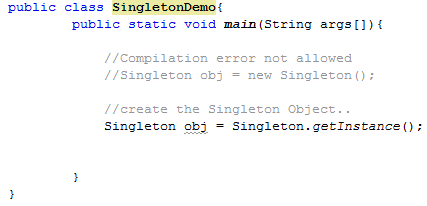 public class SingletonDemo{
public static void main(String args[]){
//Compilation error not allowed
//Singleton obj = new Singleton();
//create the Singleton Object..
Singleton obj = Singleton.getInstance();
}
}